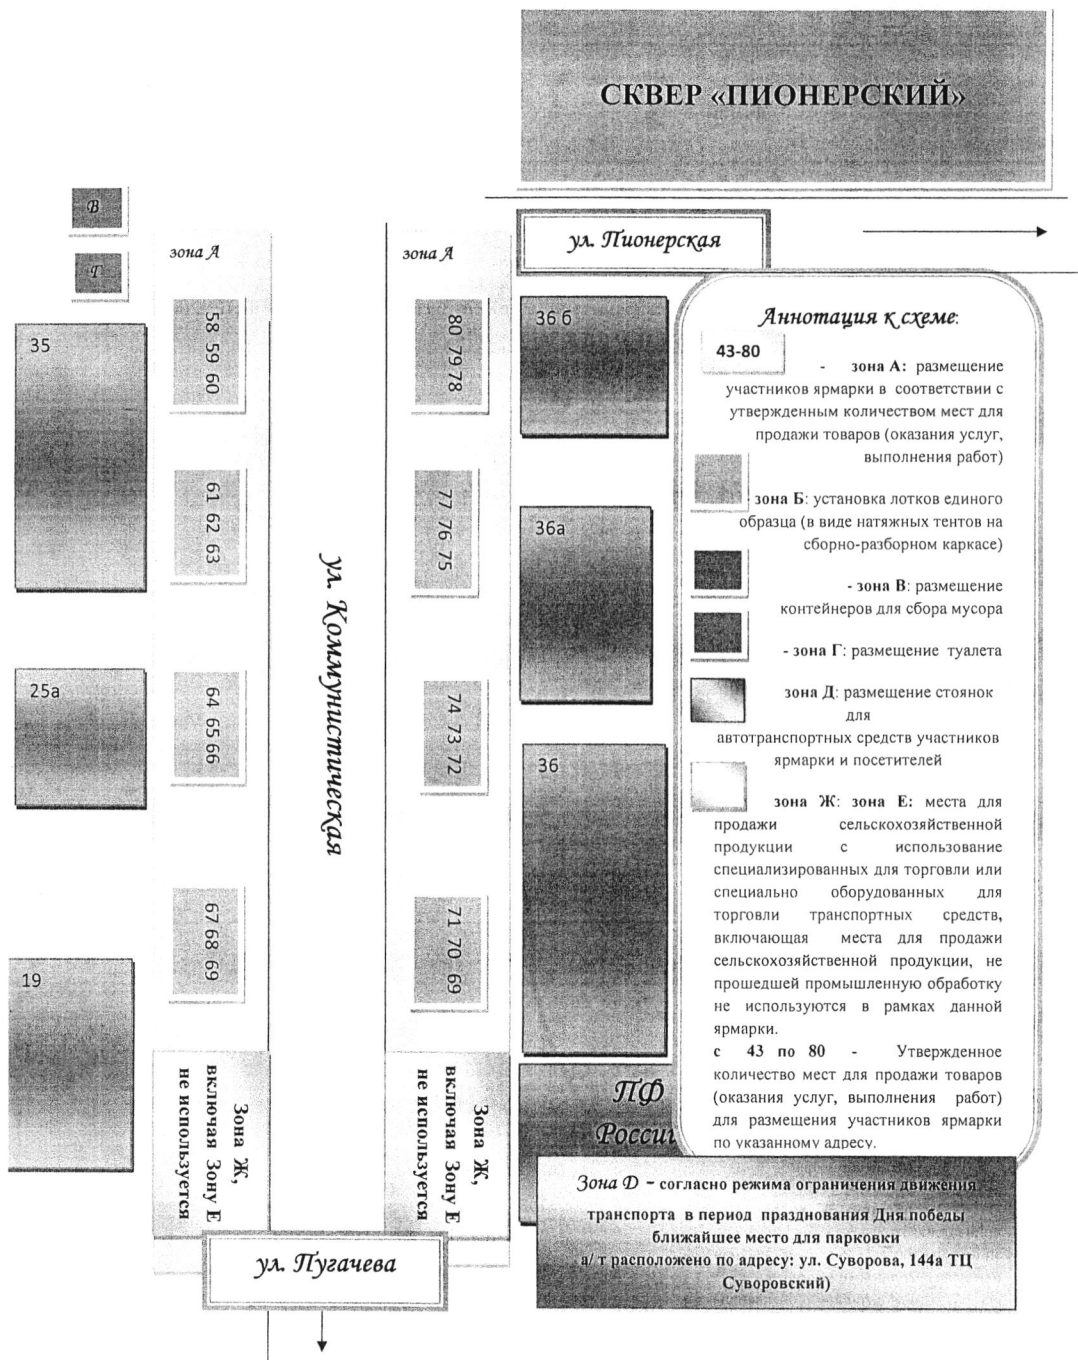 СКВЕР «ПИОНЕРСКИЙ»
В
Г
зона А
зона А
ул. Пионерская
35
58 59 60
80 79 78
36 б
61 62 63
77 76 75
36а
ул. Коммунистическая
25а
64 65 66
74 73 72
36
19
67 68 69
71 70 69
Зона Ж,
включая Зону Е
не используется
Зона Ж,
включая Зону Е
не используется
ПФ
России
ул. Пугачева
Аннотация к схеме:
43-80
- зона А: размещение
участников ярмарки в соответствии с
утвержденным количеством мест для
продажи товаров (оказания услуг,
выполнения работ)
зона Б: установка лотков единого
образца (в виде натяжных тентов на
сборно-разборном каркасе)
- зона В: размещение
контейнеров для сбора мусора
- зона Г: размещение туалета
зона Д: размещение стоянок
для
автотранспортных средств участников
ярмарки и посетителей
зона Ж: зона Е: места для
продажи сельскохозяйственной
продукции с использование
специализированных для торговли или
специально оборудованных для
торговли транспортных средств,
включающая места для продажи
сельскохозяйственной продукции, не
прошедшей промышленную обработку
не используются в рамках данной
ярмарки.
с 43 по 80 - Утвержденное
количество мест для продажи товаров
(оказания услуг, выполнения работ)
для размещения участников ярмарки
по указанному адресу.
Зона D – согласно режима ограничения движения
транспорта в период празднования Дня победы
ближайшее место для парковки
а/ т расположено по адресу: ул. Суворова, 144а ТЦ
Суворовский)